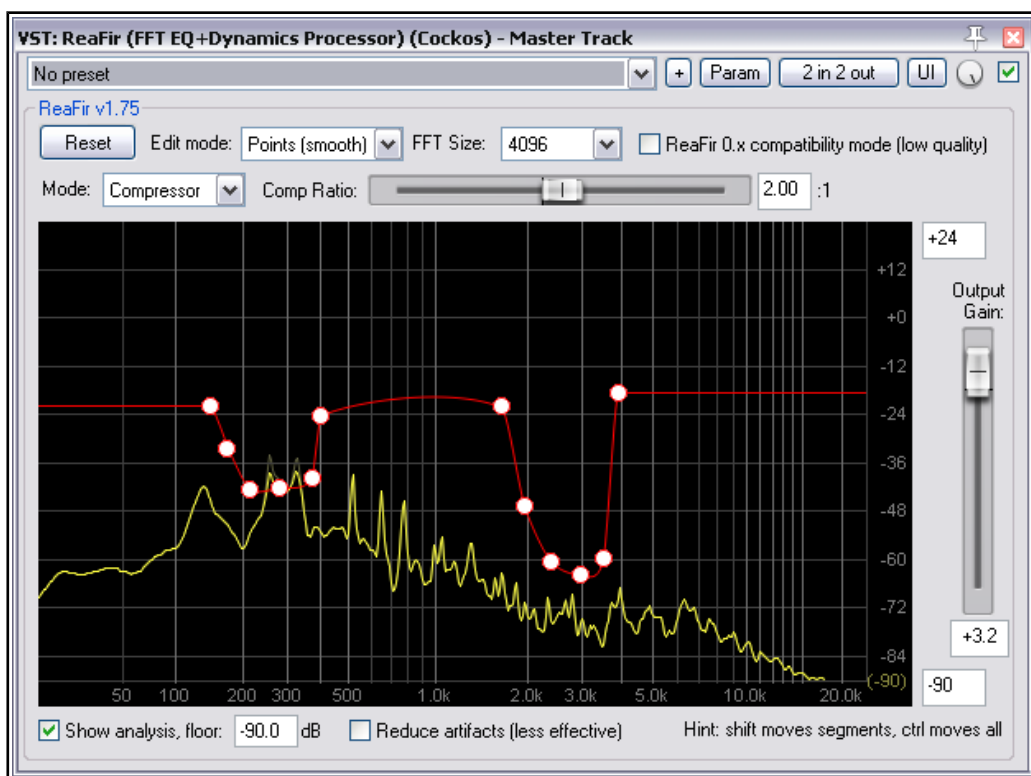 VST: ReaFir (FFT EQ+Dynamics Processor) (Cockos) - Master Track
No preset + Param 2 in 2 out UI
ReaFir v1.75
Reset Edit mode: Points (smooth) FFT Size: 4096 ReaFir 0.x compatibility mode (low quality)
Mode: Compressor Comp Ratio: 2.00 :1
+24
+12
Output
Gain:
+0
-12
-24
-36
-48
-60
-72
+3.2
-84
(-90) -90
50 100 200 300 500 1.0k 2.0k 3.0k 5.0k 10.0k 20.0k
Show analysis, floor: -90.0 dB Reduce artifacts (less effective) Hint: shift moves segments, ctrl moves all